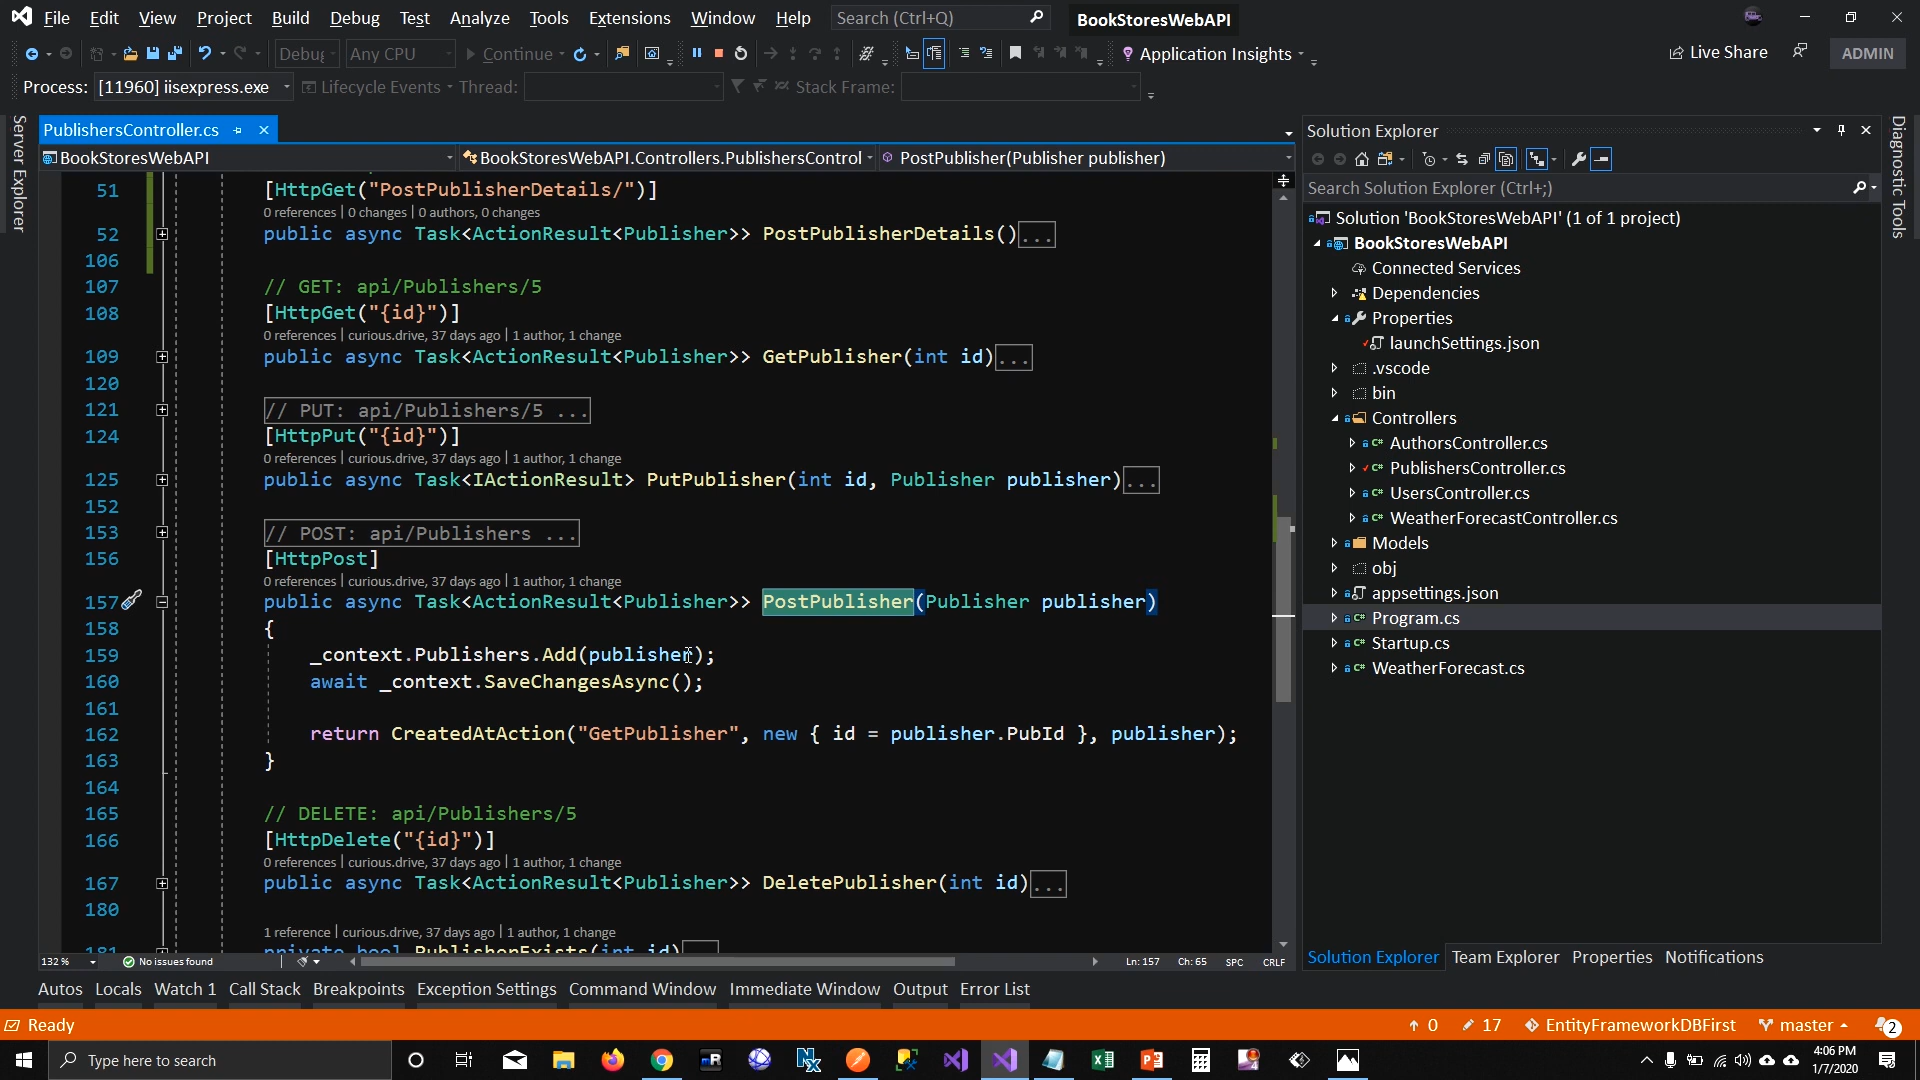 File Edit View Project Build Debug Test Analyze Tools Extensions Window Help Search (Ctrl+Q) BookStoresWebAPI
Debug Any CPU Continue Application Insights Live Share ADMIN
Process: [11960] iisexpress.exe Lifecycle Events Thread: Stack Frame:
Server Explorer
PublishersController.cs
BookStoresWebAPI BookStoresWebAPI.Controllers.PublishersControl PostPublisher(Publisher publisher)
51 [HttpGet("PostPublisherDetails/")]
0 references | 0 changes | 0 authors, 0 changes
52 public async Task<ActionResult<Publisher>> PostPublisherDetails()...
106
107 // GET: api/Publishers/5
108 [HttpGet("{id}")]
0 references | curious.drive, 37 days ago | 1 author, 1 change
109 public async Task<ActionResult<Publisher>> GetPublisher(int id)...
120
121 // PUT: api/Publishers/5 ...
124 [HttpPut("{id}")]
0 references | curious.drive, 37 days ago | 1 author, 1 change
125 public async Task<IActionResult> PutPublisher(int id, Publisher publisher)...
152
153 // POST: api/Publishers ...
156 [HttpPost]
0 references | curious.drive, 37 days ago | 1 author, 1 change
157 public async Task<ActionResult<Publisher>> PostPublisher(Publisher publisher)
158 {
159 _context.Publishers.Add(publisher);
160 await _context.SaveChangesAsync();
161
162 return CreatedAtAction("GetPublisher", new { id = publisher.PubId }, publisher);
163 }
164
165 // DELETE: api/Publishers/5
166 [HttpDelete("{id}")]
0 references | curious.drive, 37 days ago | 1 author, 1 change
167 public async Task<ActionResult<Publisher>> DeletePublisher(int id)...
180
1 reference | curious.drive, 37 days ago | 1 author, 1 change
181 private bool PublisherExists(int id)...
132 % No issues found Ln: 157 Ch: 65 SPC CRLF
Solution Explorer
Search Solution Explorer (Ctrl+;)
Solution 'BookStoresWebAPI' (1 of 1 project)
BookStoresWebAPI
Connected Services
Dependencies
Properties
launchSettings.json
.vscode
bin
Controllers
AuthorsController.cs
PublishersController.cs
UsersController.cs
WeatherForecastController.cs
Models
obj
appsettings.json
Program.cs
Startup.cs
WeatherForecast.cs
Solution Explorer Team Explorer Properties Notifications
Diagnostic Tools
Autos Locals Watch 1 Call Stack Breakpoints Exception Settings Command Window Immediate Window Output Error List
Ready 0 17 EntityFrameworkDBFirst master 2
Type here to search 4:06 PM
1/7/2020